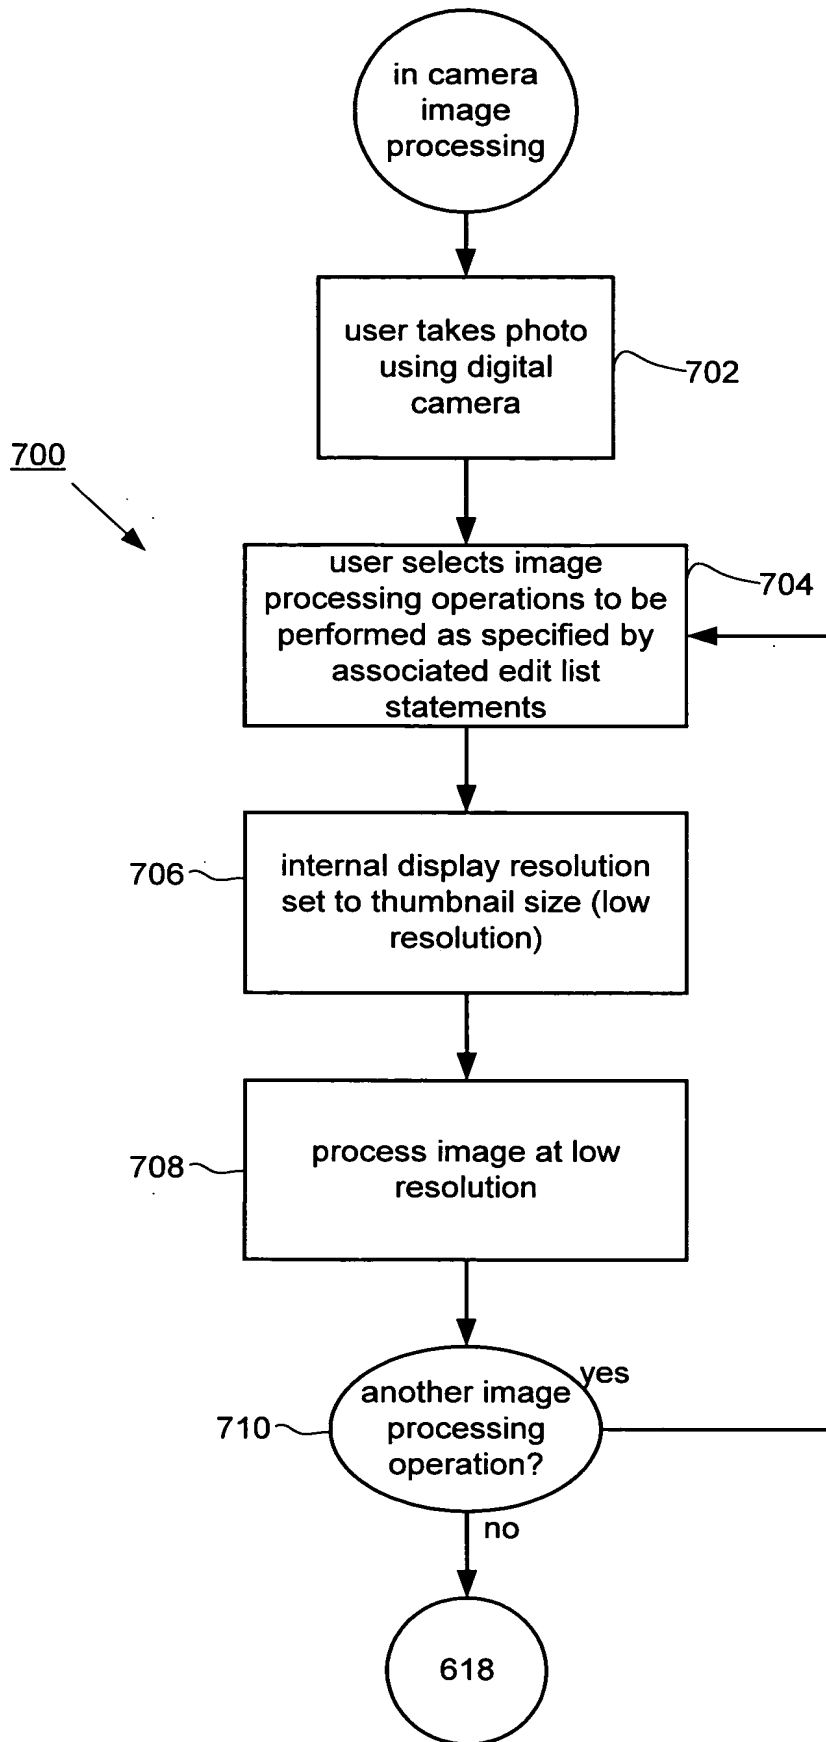 in camera
image
processing
user takes photo
using digital
camera
702
700
user selects image
processing operations to be
performed as specified by
associated edit list
statements
704
706
internal display resolution
set to thumbnail size (low
resolution)
708
process image at low
resolution
710
another image
processing
operation?
yes
no
618